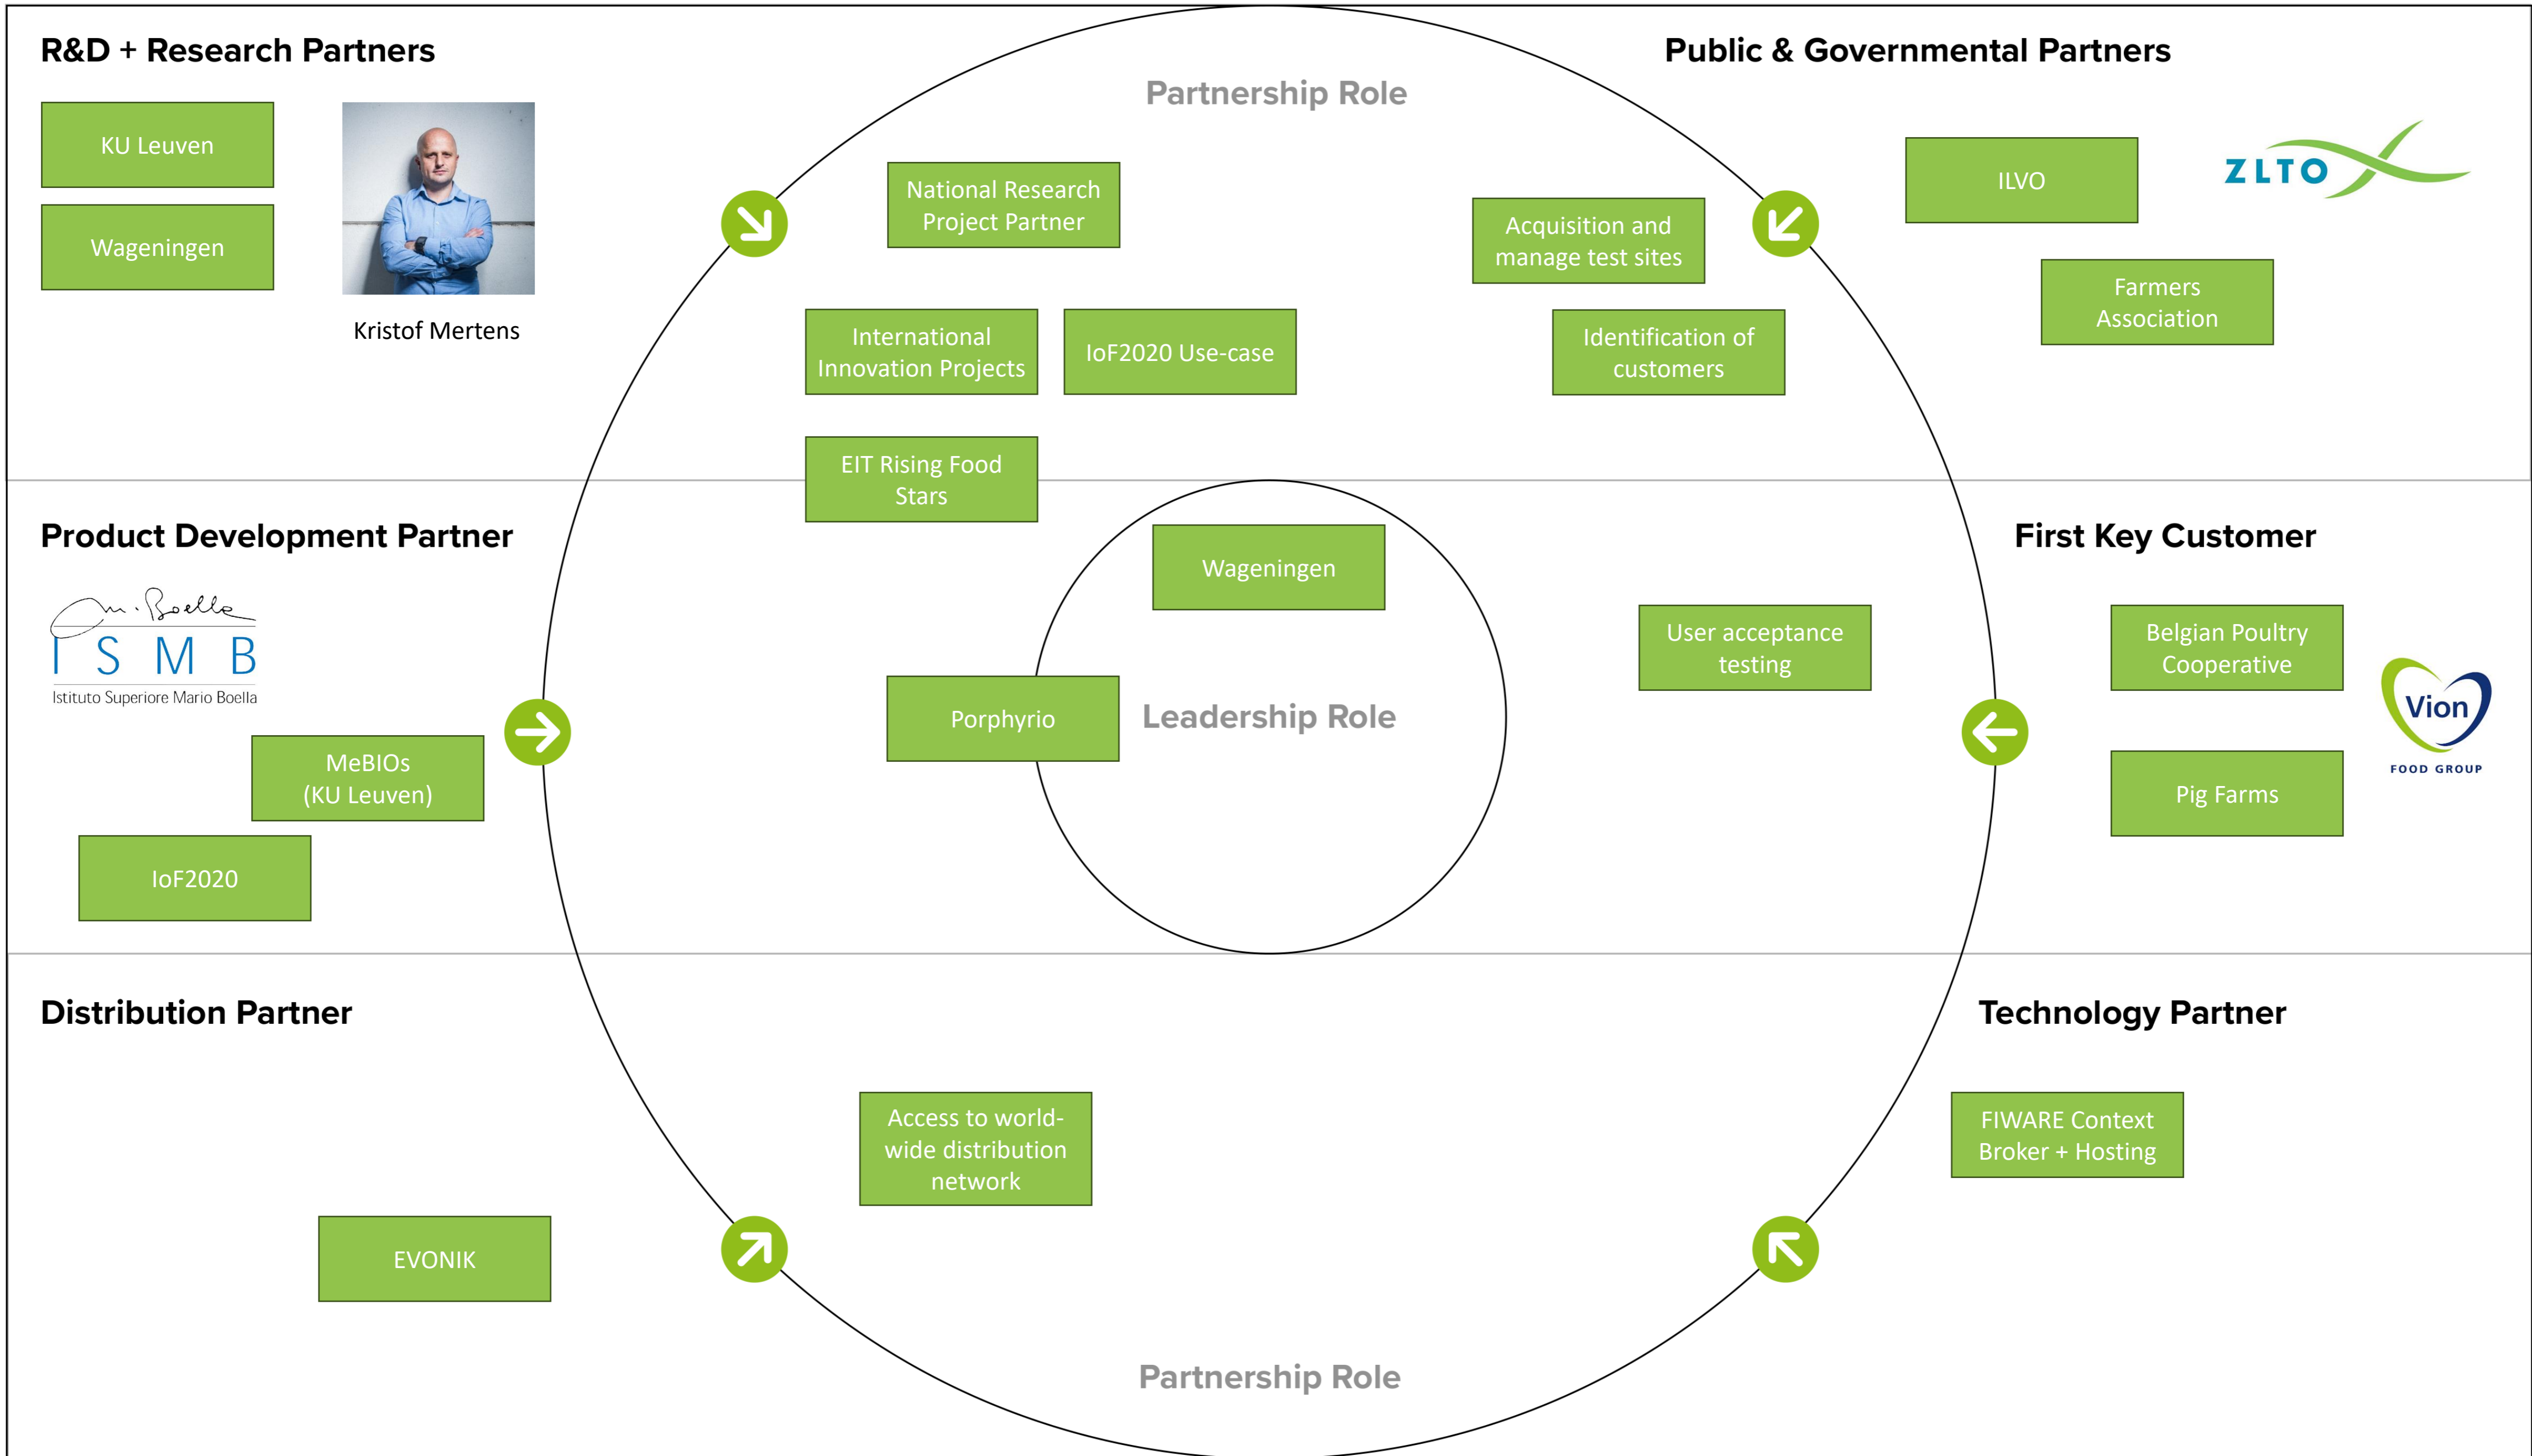 R&D + Research Partners
KU Leuven
Wageningen
Kristof Mertens
Partnership Role
National Research
Project Partner
International
Innovation Projects
IoF2020 Use-case
EIT Rising Food
Stars
Public & Governmental Partners
Acquisition and
manage test sites
Identification of
customers
ILVO
ZLTO
Farmers
Association
Product Development Partner
M. Boella
ISMB
Istituto Superiore Mario Boella
MeBIOs
(KU Leuven)
IoF2020
Wageningen
Porphyrio
Leadership Role
First Key Customer
User acceptance
testing
Belgian Poultry
Cooperative
Vion
FOOD GROUP
Pig Farms
Distribution Partner
EVONIK
Access to world-
wide distribution
network
Technology Partner
FIWARE Context
Broker + Hosting
Partnership Role